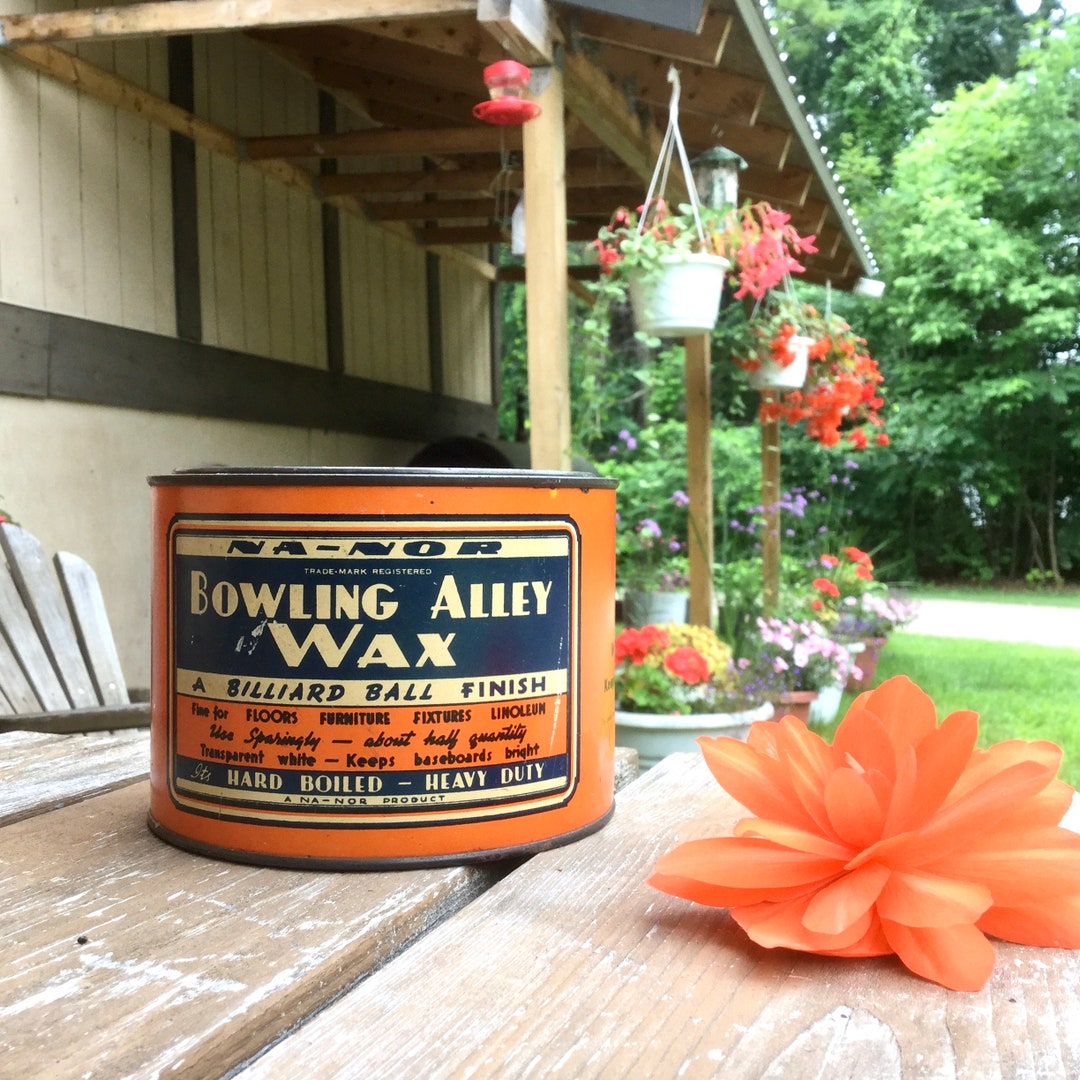 NA-NOR
TRADE-MARK REGISTERED
BOWLING ALLEY
WAX
A BILLIARD BALL FINISH
Fine for FLOORS FURNITURE FIXTURES LINOLEUM
Use Sparingly — about half quantity
Transparent white — Keeps baseboards bright
Its HARD BOILED — HEAVY DUTY
A NA-NOR PRODUCT